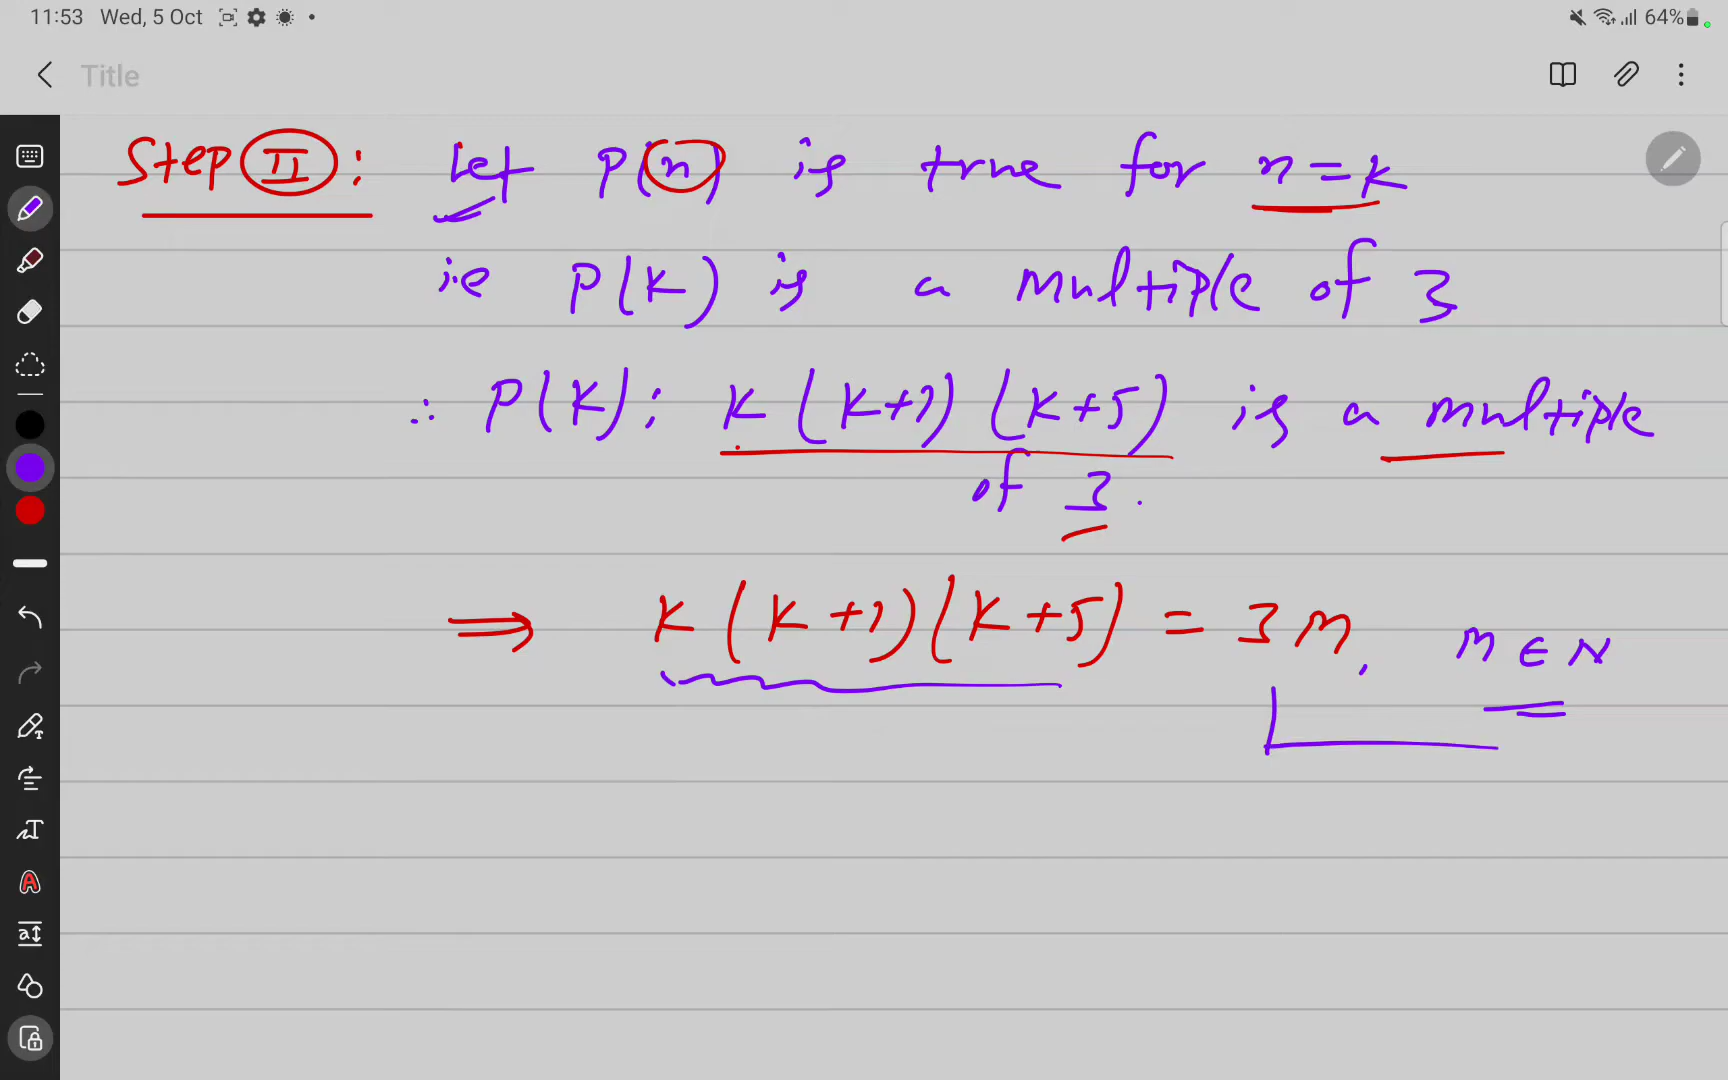 11:53 Wed, 5 Oct 64%
Title
Step II : Let P(n) is true for n=k
i.e P(K) is a multiple of 3
∴ P(K): K(K+1)(K+5) is a multiple
of 3.
⇒ K(K+1)(K+5) = 3m, m ∈ N